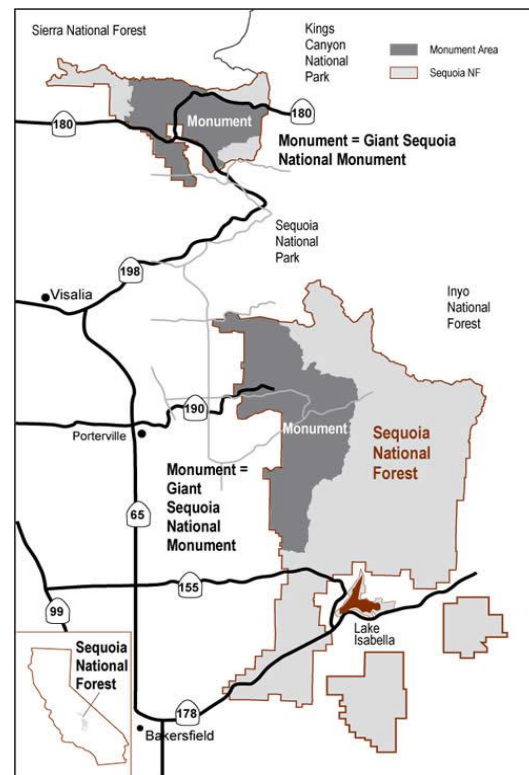 Sierra National Forest
Kings
Canyon
National
Park
Monument Area
Sequoia NF
180
180
Monument
Monument = Giant Sequoia
National Monument
Sequoia
National
Park
198
Visalia
Inyo
National
Forest
190
Porterville
Monument
Sequoia
National
Forest
Monument =
Giant
Sequoia
National
Monument
65
155
99
Lake
Isabella
Sequoia
National
Forest
178
Bakersfield